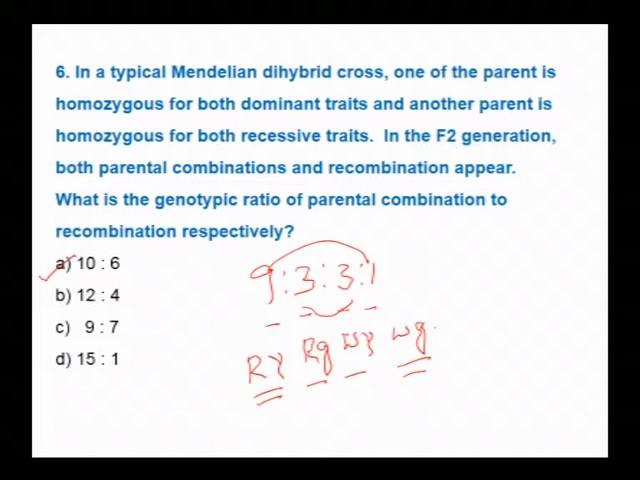 6. In a typical Mendelian dihybrid cross, one of the parent is
homozygous for both dominant traits and another parent is
homozygous for both recessive traits. In the F2 generation,
both parental combinations and recombination appear.
What is the genotypic ratio of parental combination to
recombination respectively?
a) 10 : 6
b) 12 : 4
c) 9 : 7
d) 15 : 1
9:3:3:1
Ry Rg Wy Wg